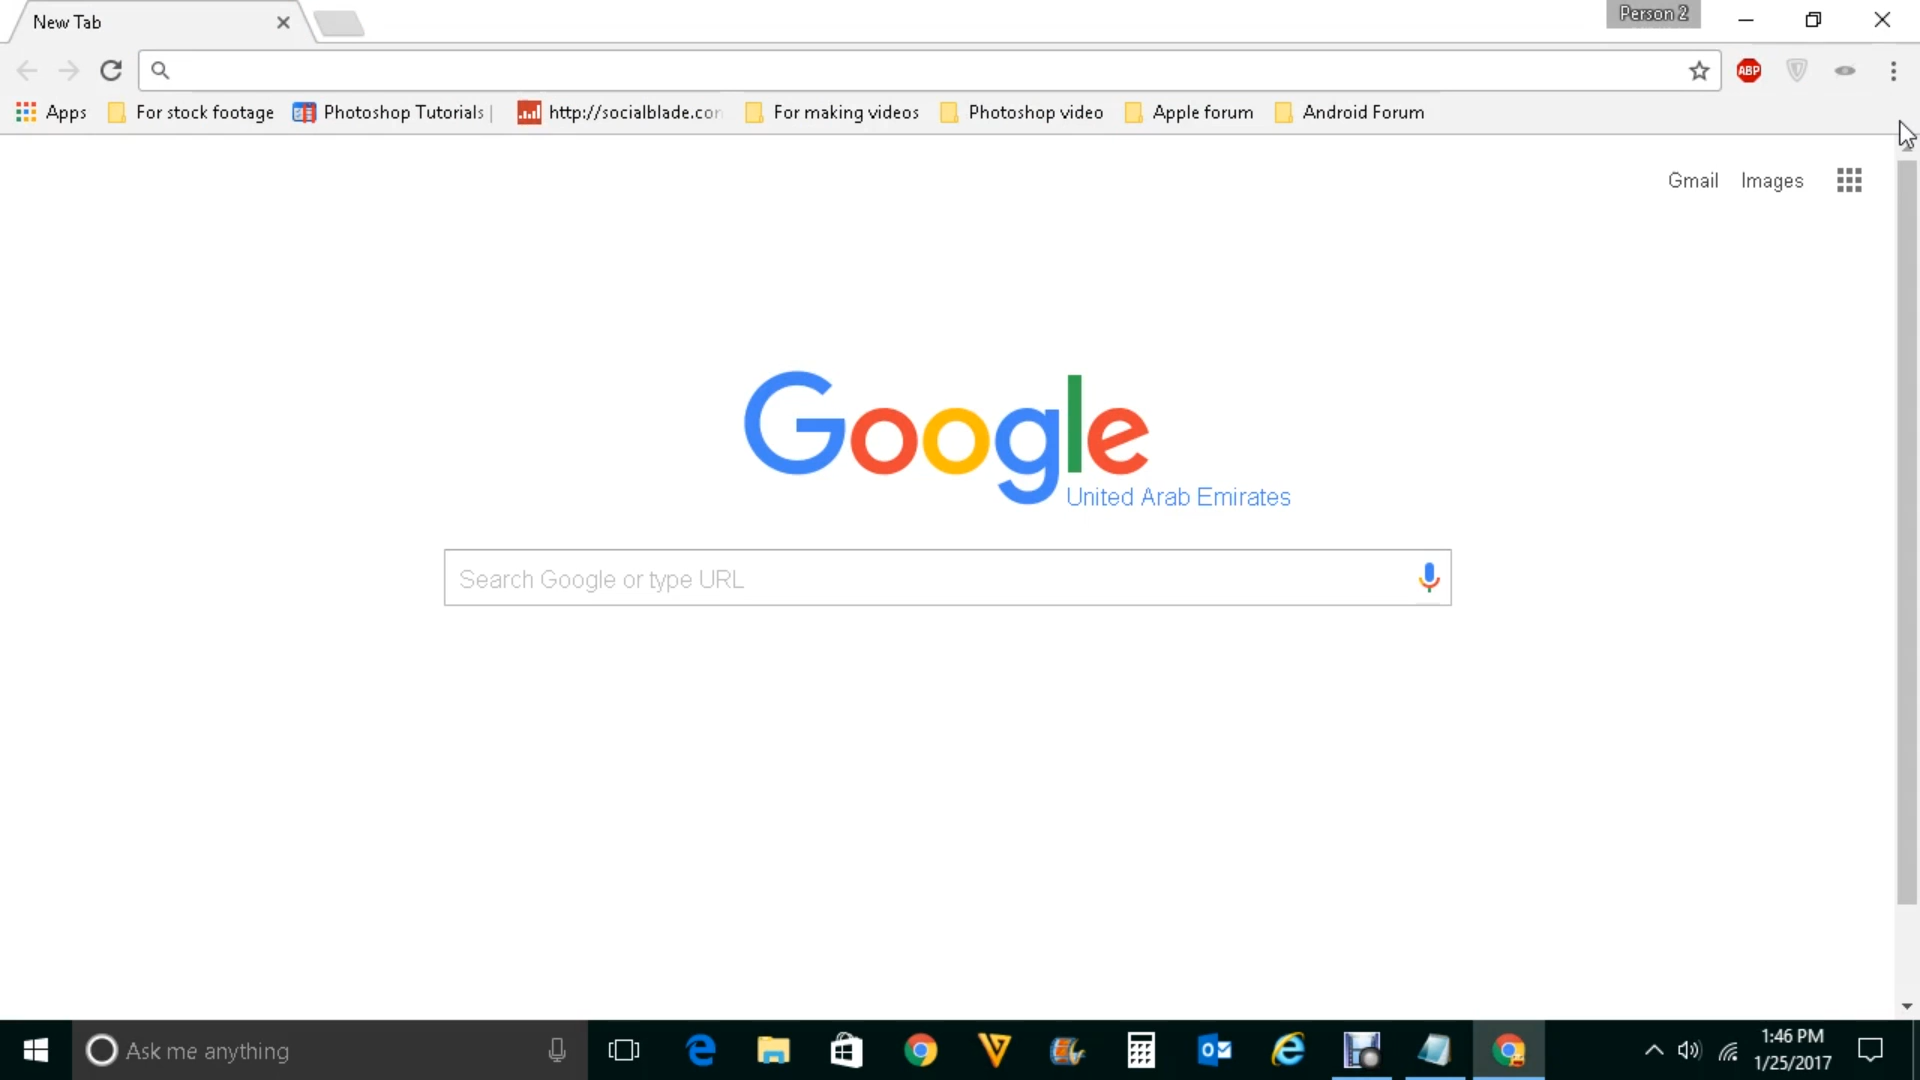 New Tab
Person 2
ABP
Apps For stock footage Photoshop Tutorials | http://socialblade.con For making videos Photoshop video Apple forum Android Forum
Gmail Images
Google
United Arab Emirates
Search Google or type URL
Ask me anything
1:46 PM
1/25/2017